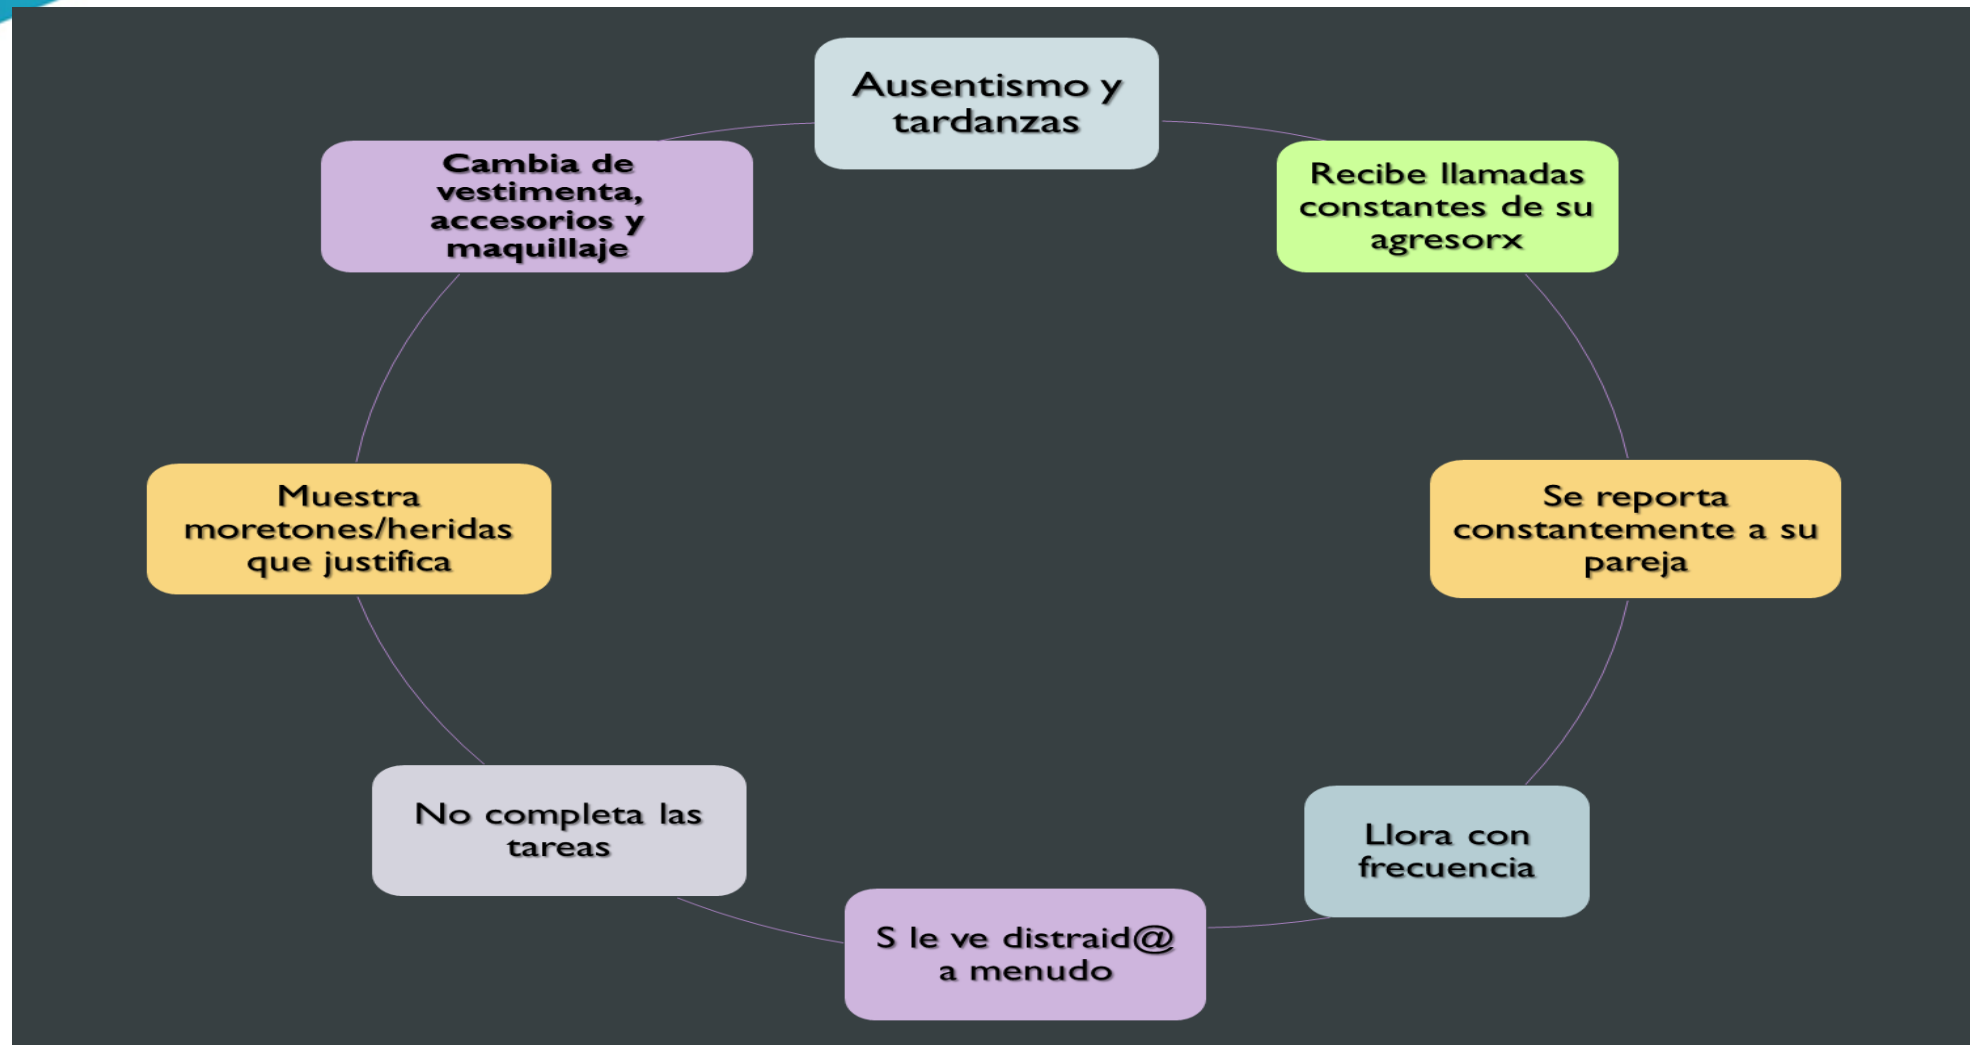 Ausentismo y
tardanzas
Recibe llamadas
constantes de su
agresorx
Se reporta
constantemente a su
pareja
Llora con
frecuencia
S le ve distraid@
a menudo
No completa las
tareas
Muestra
moretones/heridas
que justifica
Cambia de
vestimenta,
accesorios y
maquillaje